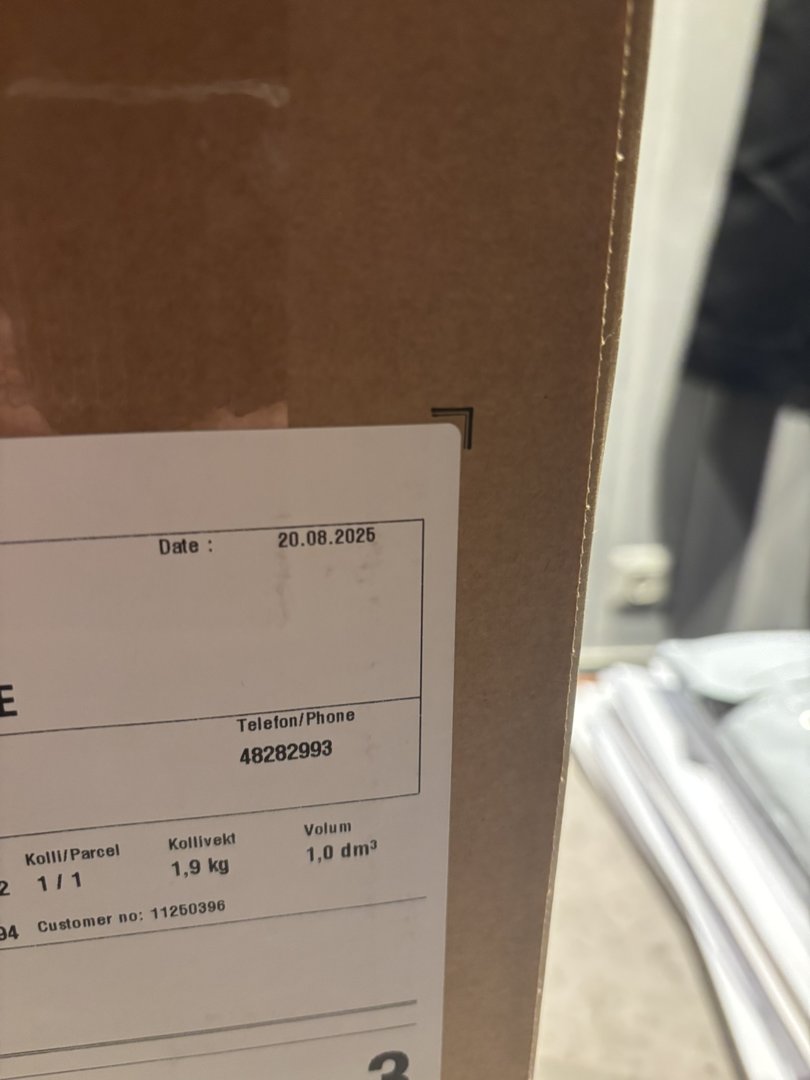 Date : 20.08.2025
E
Telefon/Phone
48282993
Kolli/Parcel Kollivekt Volum
2 1 / 1 1,9 kg 1,0 dm³
94 Customer no: 11250396
3